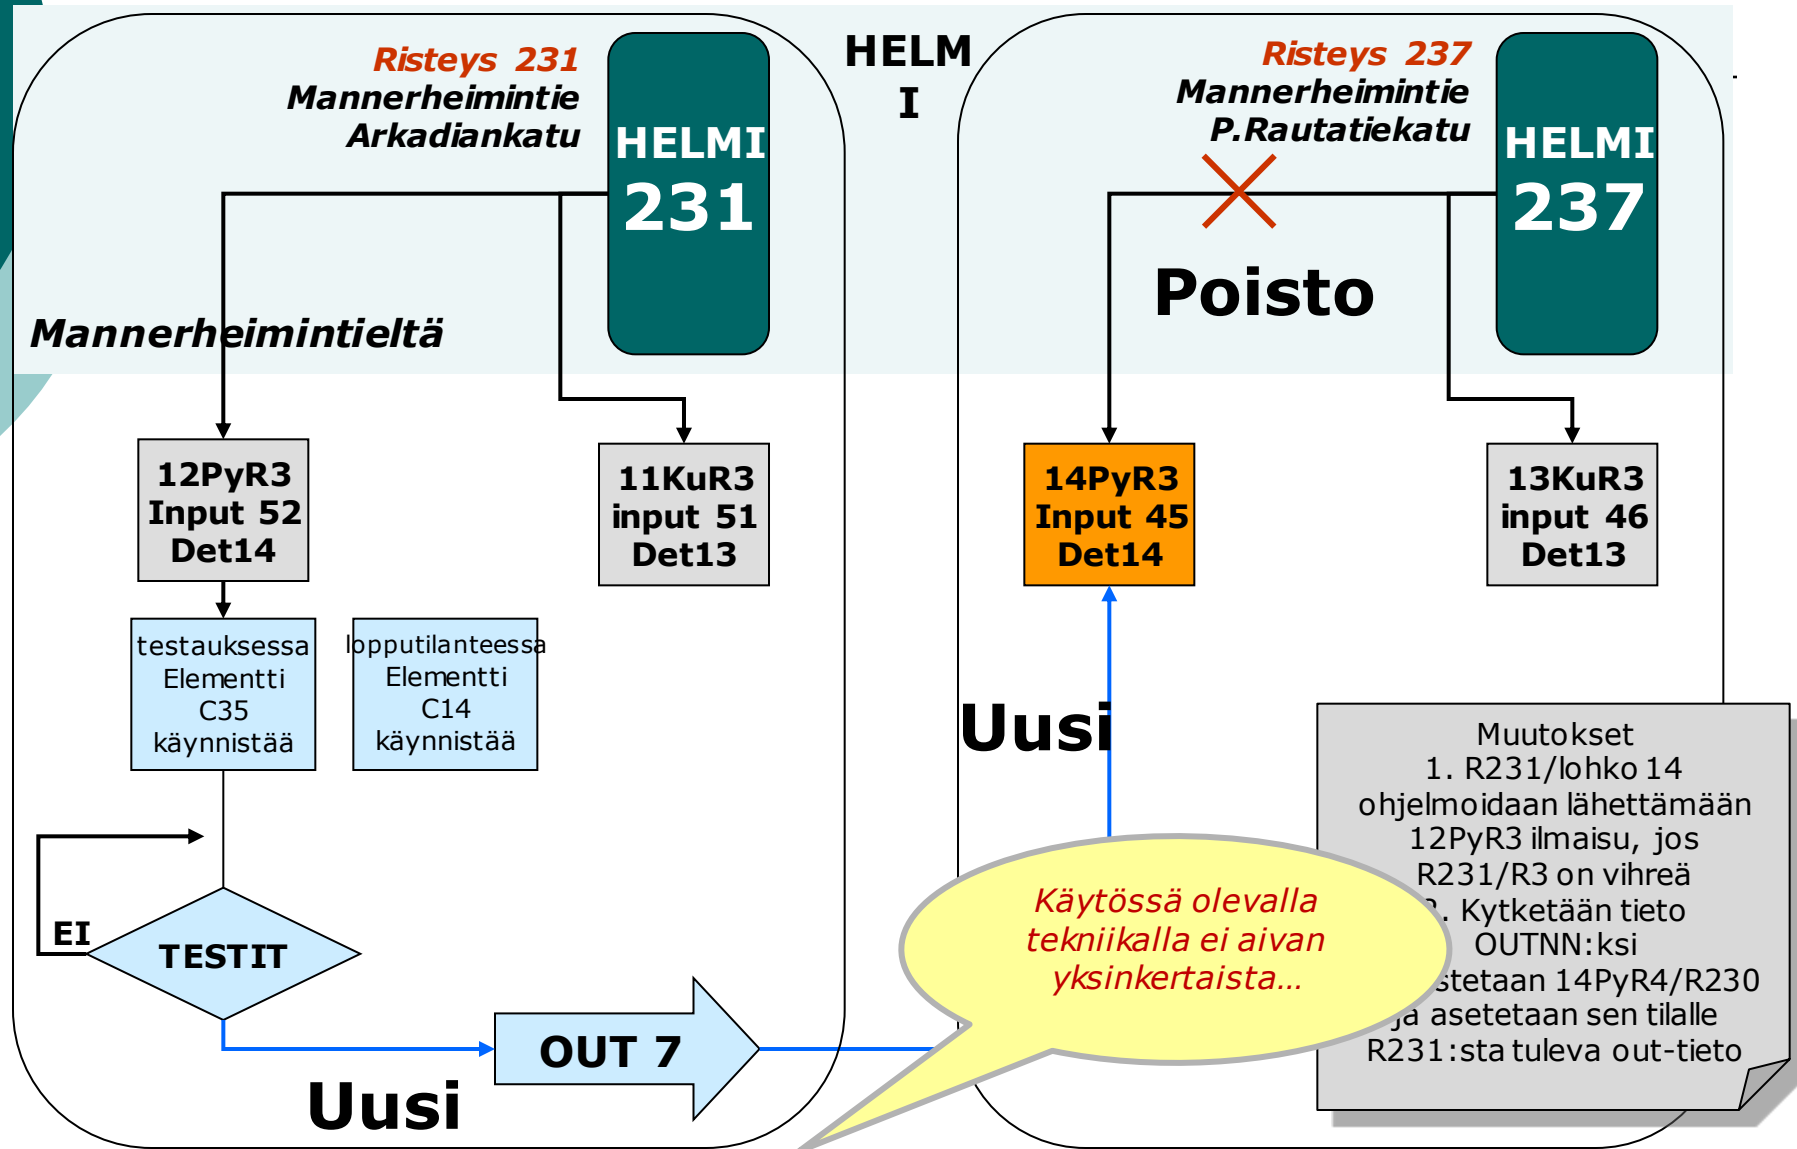 Risteys 231
Mannerheimintie
Arkadiankatu
HELMI
231
HELM
I
Risteys 237
Mannerheimintie
P.Rautatiekatu
HELMI
237
Poisto
Mannerheimintieltä
12PyR3
Input 52
Det14
11KuR3
input 51
Det13
14PyR3
Input 45
Det14
13KuR3
input 46
Det13
testauksessa
Elementti
C35
käynnistää
lopputilanteessa
Elementti
C14
käynnistää
Uusi
Muutokset
1. R231/lohko 14
ohjelmoidaan lähettämään
12PyR3 ilmaisu, jos
R231/R3 on vihreä
. Kytketään tieto
OUTNN:ksi
stetaan 14PyR4/R230
ja asetetaan sen tilalle
R231:sta tuleva out-tieto
Käytössä olevalla
tekniikalla ei aivan
yksinkertaista…
EI
TESTIT
OUT 7
Uusi